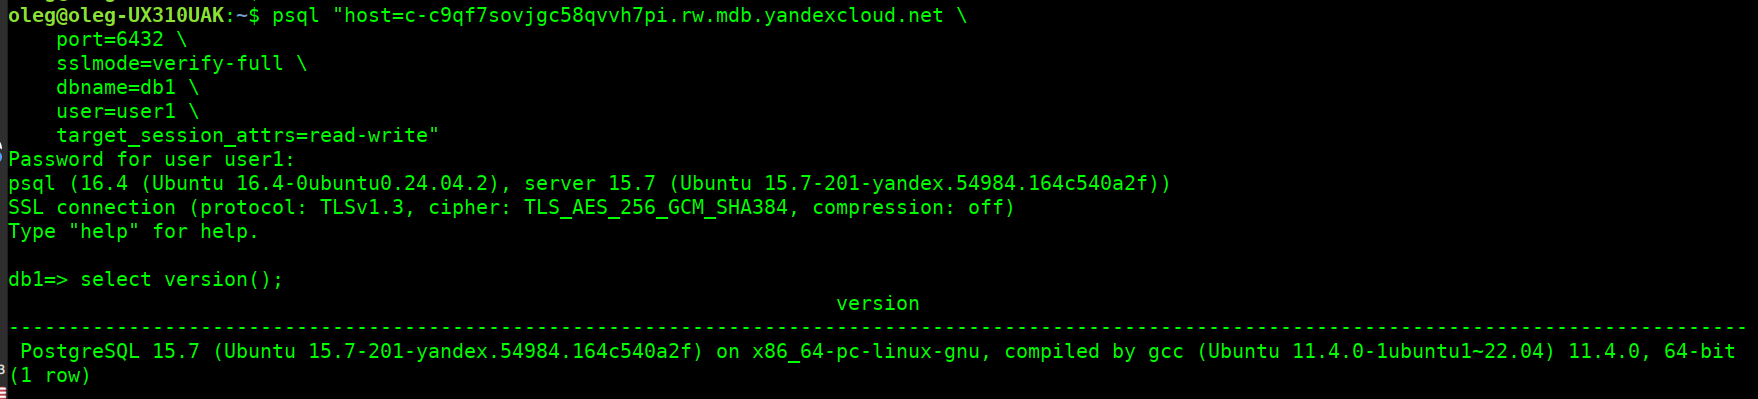 oleg@oleg-UX310UAK:~$ psql "host=c-c9qf7sovjgc58qvvh7pi.rw.mdb.yandexcloud.net \
    port=6432 \
    sslmode=verify-full \
    dbname=db1 \
    user=user1 \
    target_session_attrs=read-write"
Password for user user1:
psql (16.4 (Ubuntu 16.4-0ubuntu0.24.04.2), server 15.7 (Ubuntu 15.7-201-yandex.54984.164c540a2f))
SSL connection (protocol: TLSv1.3, cipher: TLS_AES_256_GCM_SHA384, compression: off)
Type "help" for help.

db1=> select version();
version
-------------------------------------------------------------------------------------------------------------------------------------------------
 PostgreSQL 15.7 (Ubuntu 15.7-201-yandex.54984.164c540a2f) on x86_64-pc-linux-gnu, compiled by gcc (Ubuntu 11.4.0-1ubuntu1~22.04) 11.4.0, 64-bit
(1 row)